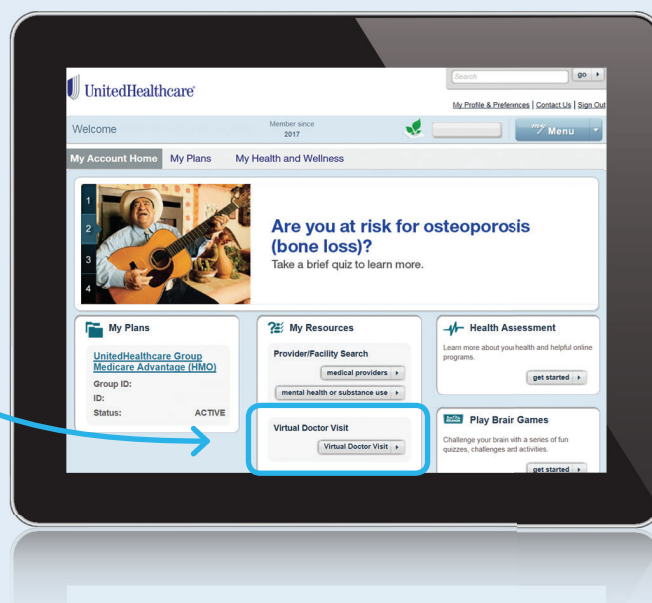 Search
go
UnitedHealthcare®
My Profile & Preferences | Contact Us | Sign Out
Welcome
Member since
2017
my Menu
My Account Home
My Plans
My Health and Wellness
1
2
3
4
Are you at risk for osteoporosis
(bone loss)?
Take a brief quiz to learn more.
My Plans
UnitedHealthcare Group
Medicare Advantage (HMO)
Group ID:
ID:
Status: ACTIVE
My Resources
Provider/Facility Search
medical providers
mental health or substance use
Virtual Doctor Visit
Virtual Doctor Visit
Health Assessment
Learn more about you health and helpful online
programs.
get started
Play Brair Games
Challenge your brain vith a series of fun
quizzes, challenges ard activities.
get started